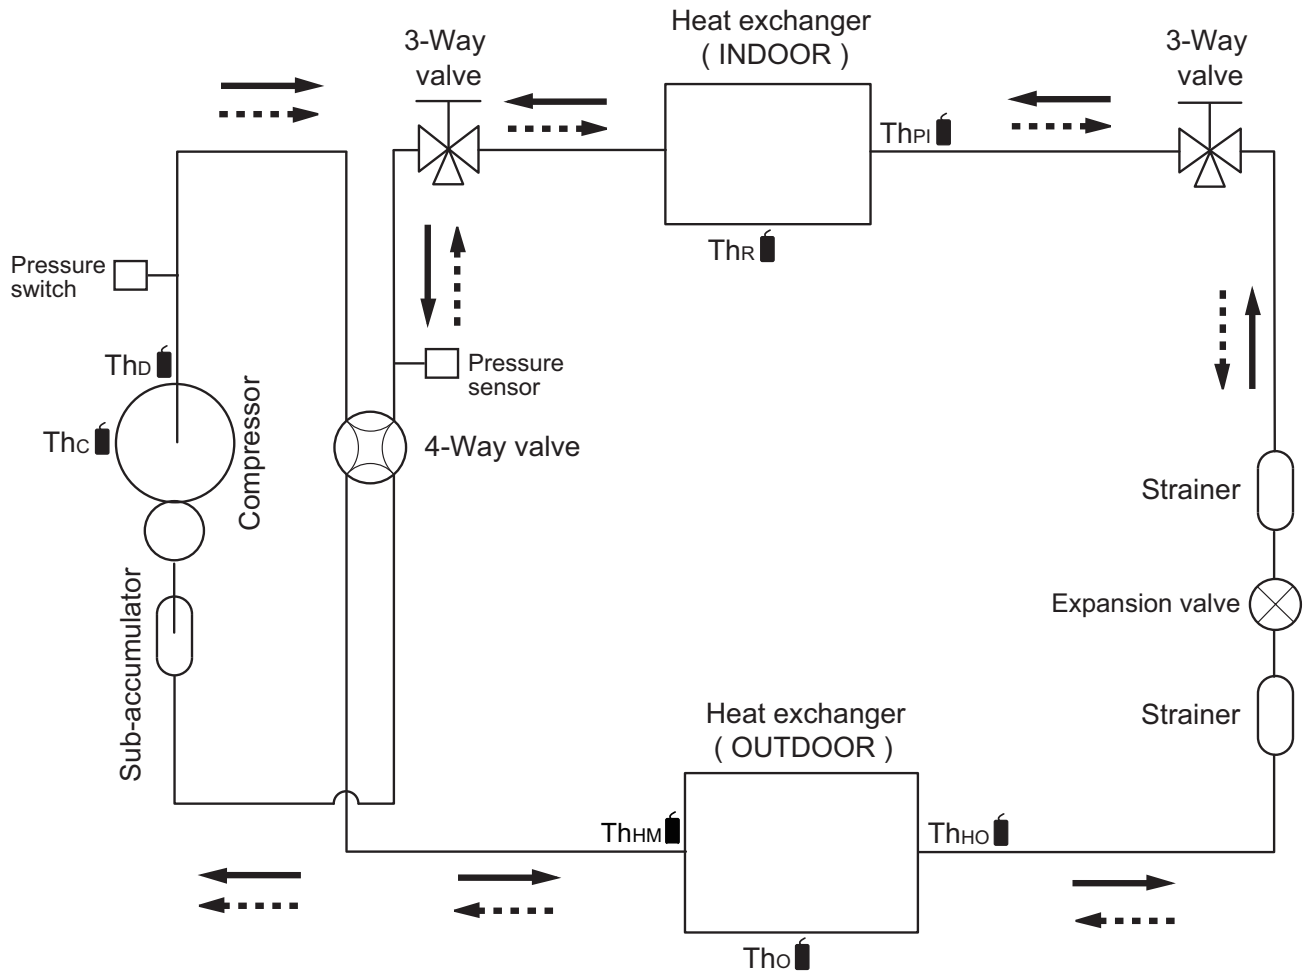 Heat exchanger
( INDOOR )
3-Way
valve
3-Way
valve
ThPI
ThR
Pressure
switch
ThD
Pressure
sensor
ThC
Compressor
4-Way valve
Strainer
Expansion valve
Sub-accumulator
Strainer
Heat exchanger
( OUTDOOR )
ThHM
ThHO
ThO